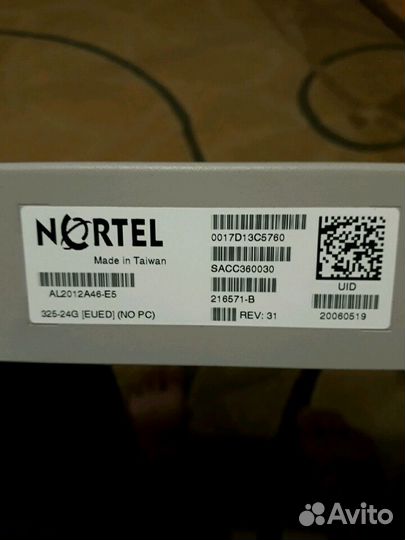 NORTEL
Made in Taiwan
AL2012A46-E5
325-24G [EUED] (NO PC)
0017D13C5760
SACC360030
216571-B
REV: 31
UID
20060519
Avito